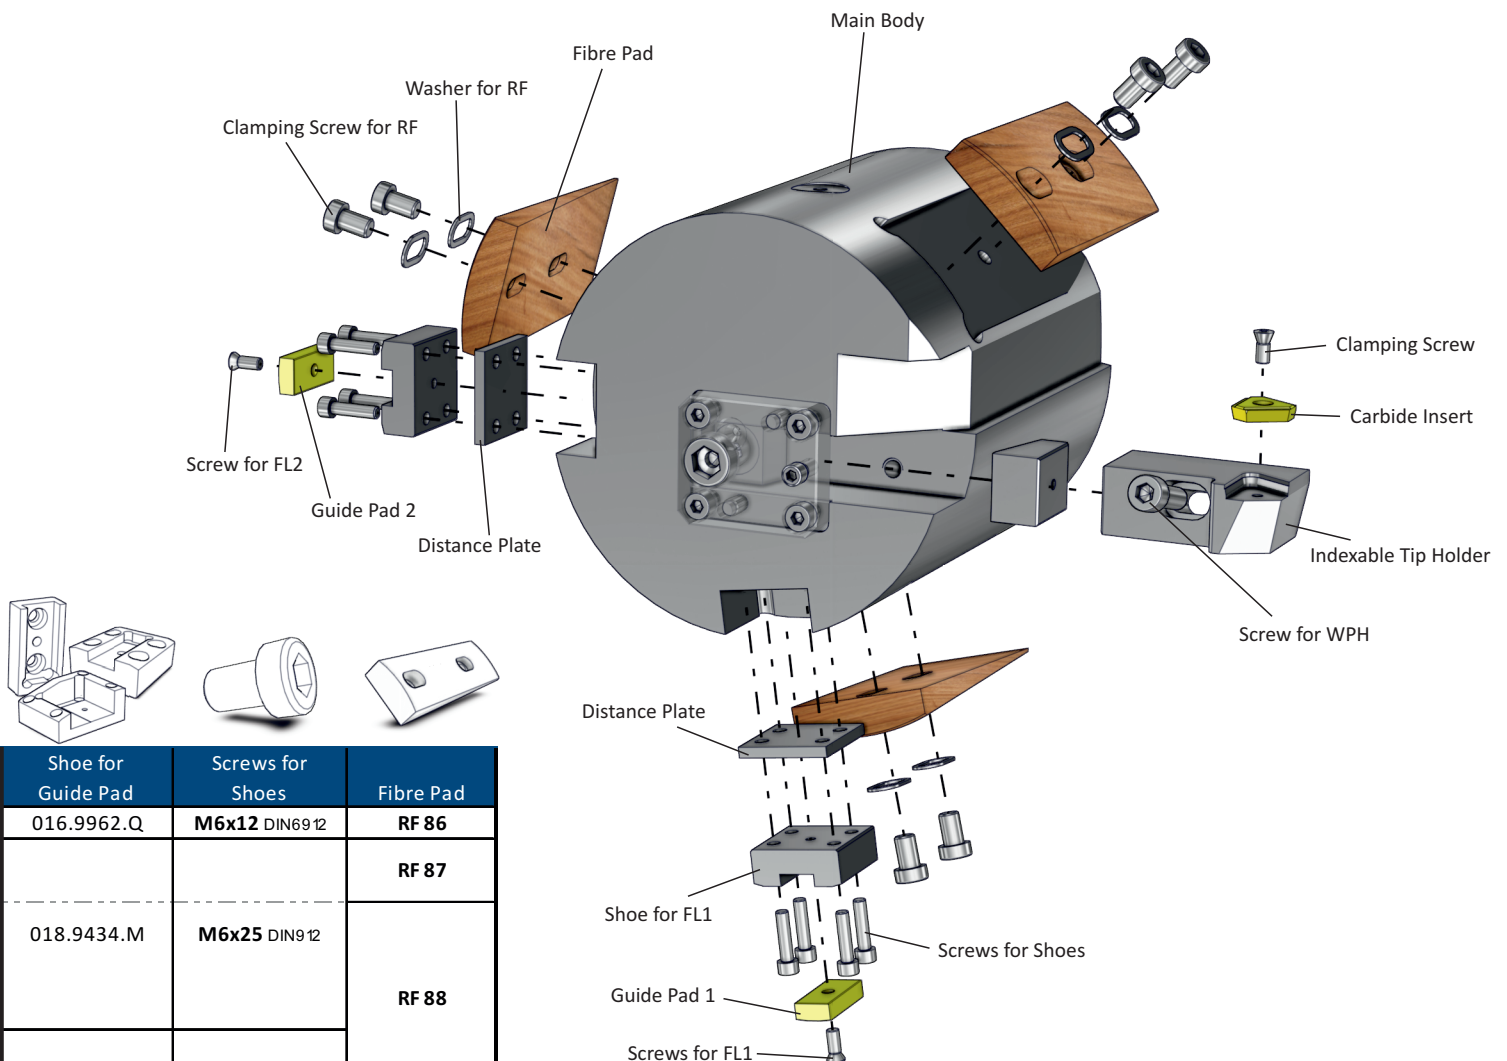 Main Body
Fibre Pad
Washer for RF
Clamping Screw for RF
Clamping Screw
Carbide Insert
Screw for FL2
Guide Pad 2
Distance Plate
Indexable Tip Holder
Screw for WPH
Distance Plate
Shoe for FL1
Screws for Shoes
Guide Pad 1
Screws for FL1
Shoe for
Guide Pad
Screws for
Shoes
Fibre Pad
016.9962.Q M6x12 DIN6912 RF 86
RF 87
018.9434.M M6x25 DIN912
RF 88